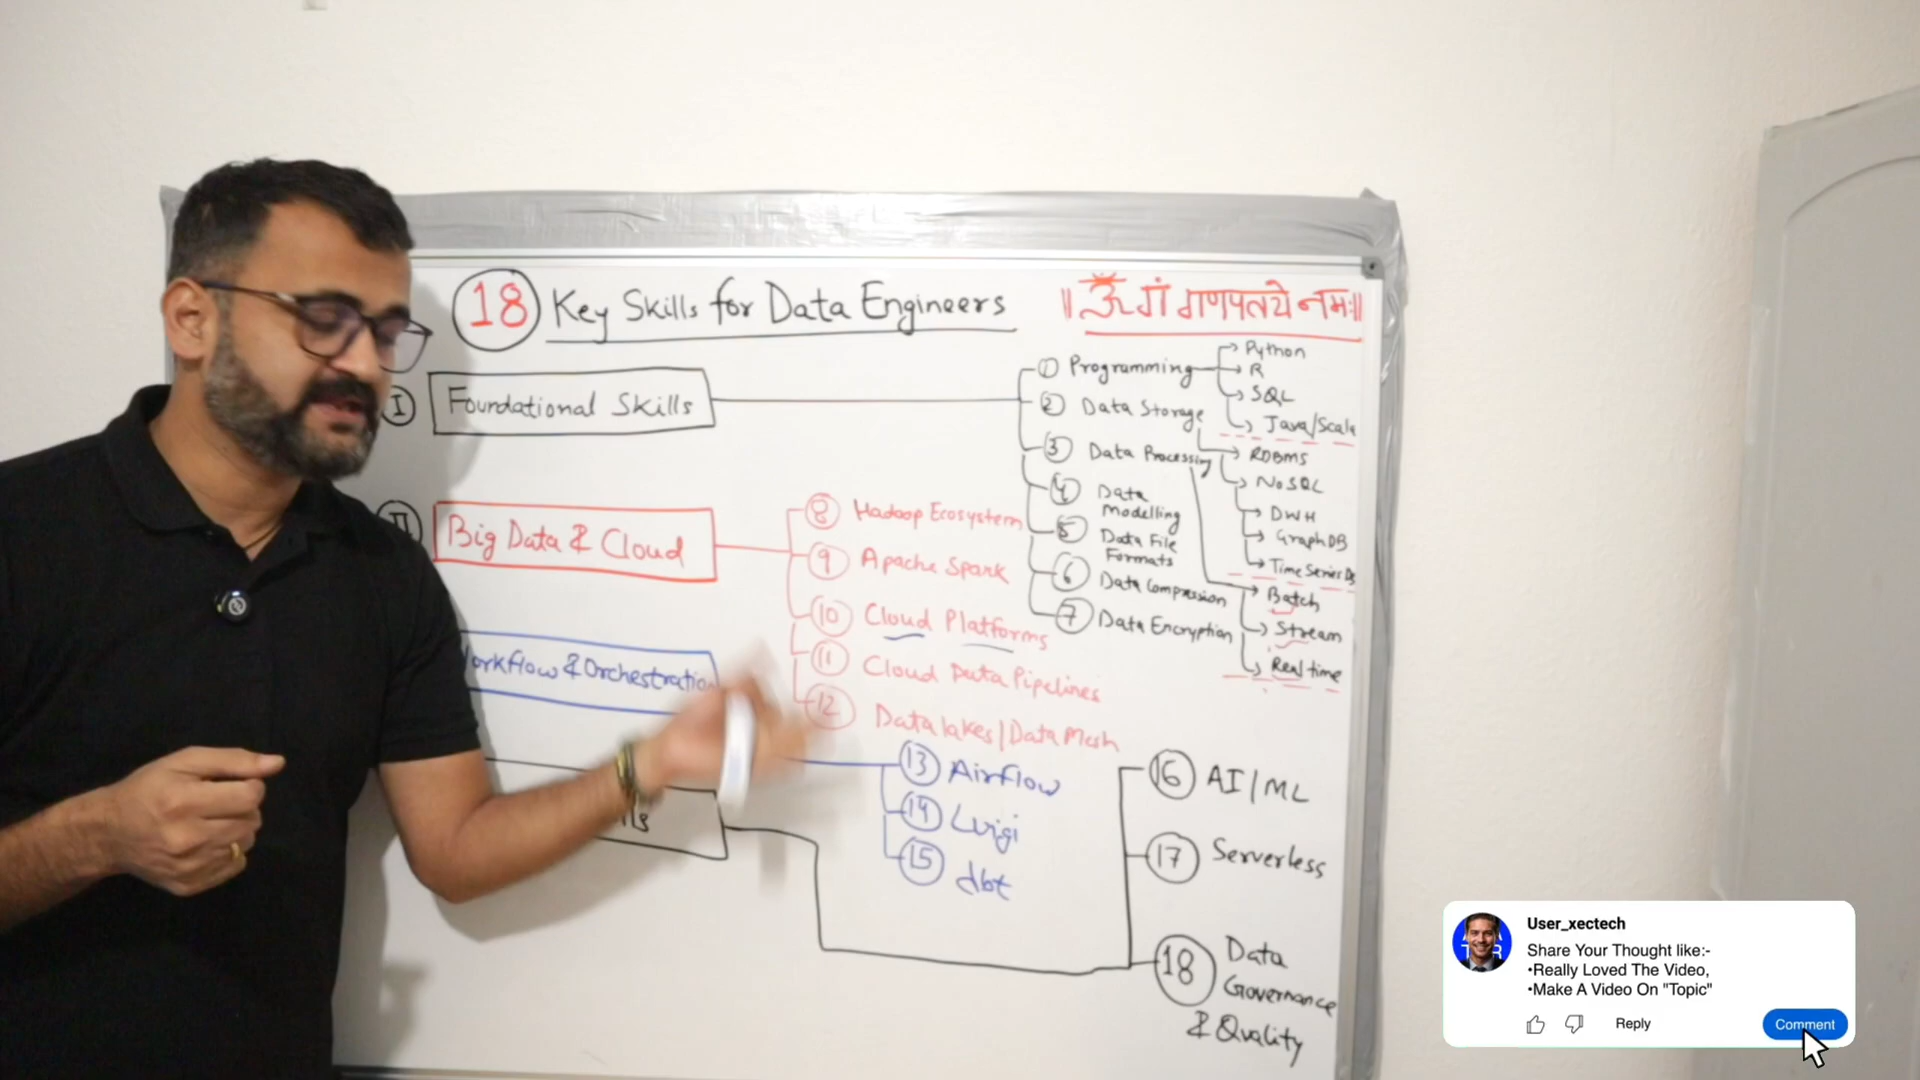 18 Key Skills for Data Engineers
॥ ॐ गं गणपतये नमः ॥
I Foundational Skills
1 Programming
Python
R
SQL
Java/Scala
2 Data Storage
RDBMS
NoSQL
DWH
GraphDB
Time Series DB
3 Data Processing
Batch
Stream
Real time
4 Data
Modelling
5 Data File
Formats
6 Data Compression
7 Data Encryption
II Big Data & Cloud
8 Hadoop Ecosystem
9 Apache Spark
10 Cloud Platforms
11 Cloud Data Pipelines
12 Data lakes/Data Mesh
Workflow & Orchestration
13 Airflow
14 Luigi
15 dbt
16 AI/ML
17 Serverless
18 Data
Governance
& Quality
User_xectech
Share Your Thought like:-
•Really Loved The Video,
•Make A Video On "Topic"
Reply
Comment